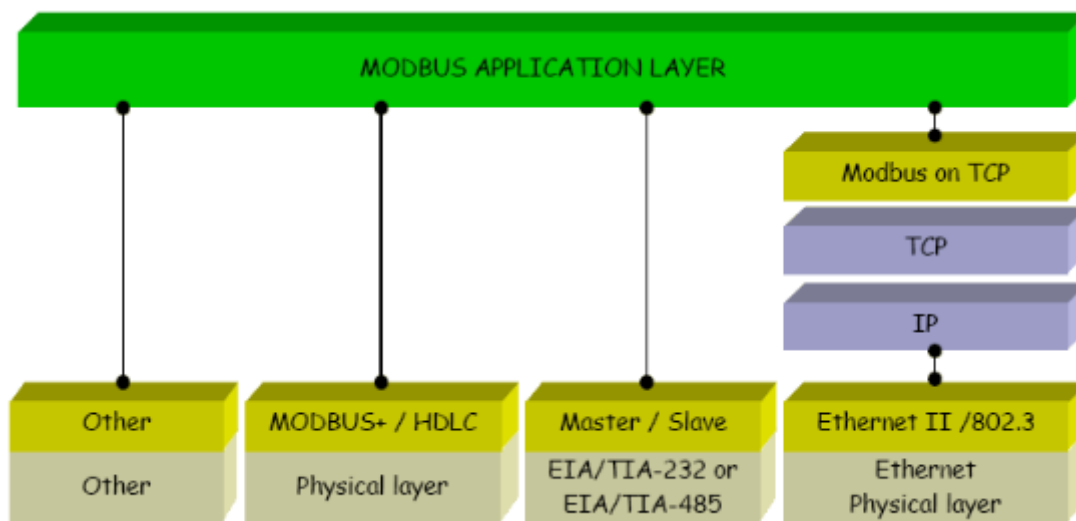 MODBUS APPLICATION LAYER
Modbus on TCP
TCP
IP
Other
MODBUS+ / HDLC
Master / Slave
Ethernet II /802.3
Other
Physical layer
EIA/TIA-232 or
EIA/TIA-485
Ethernet
Physical layer